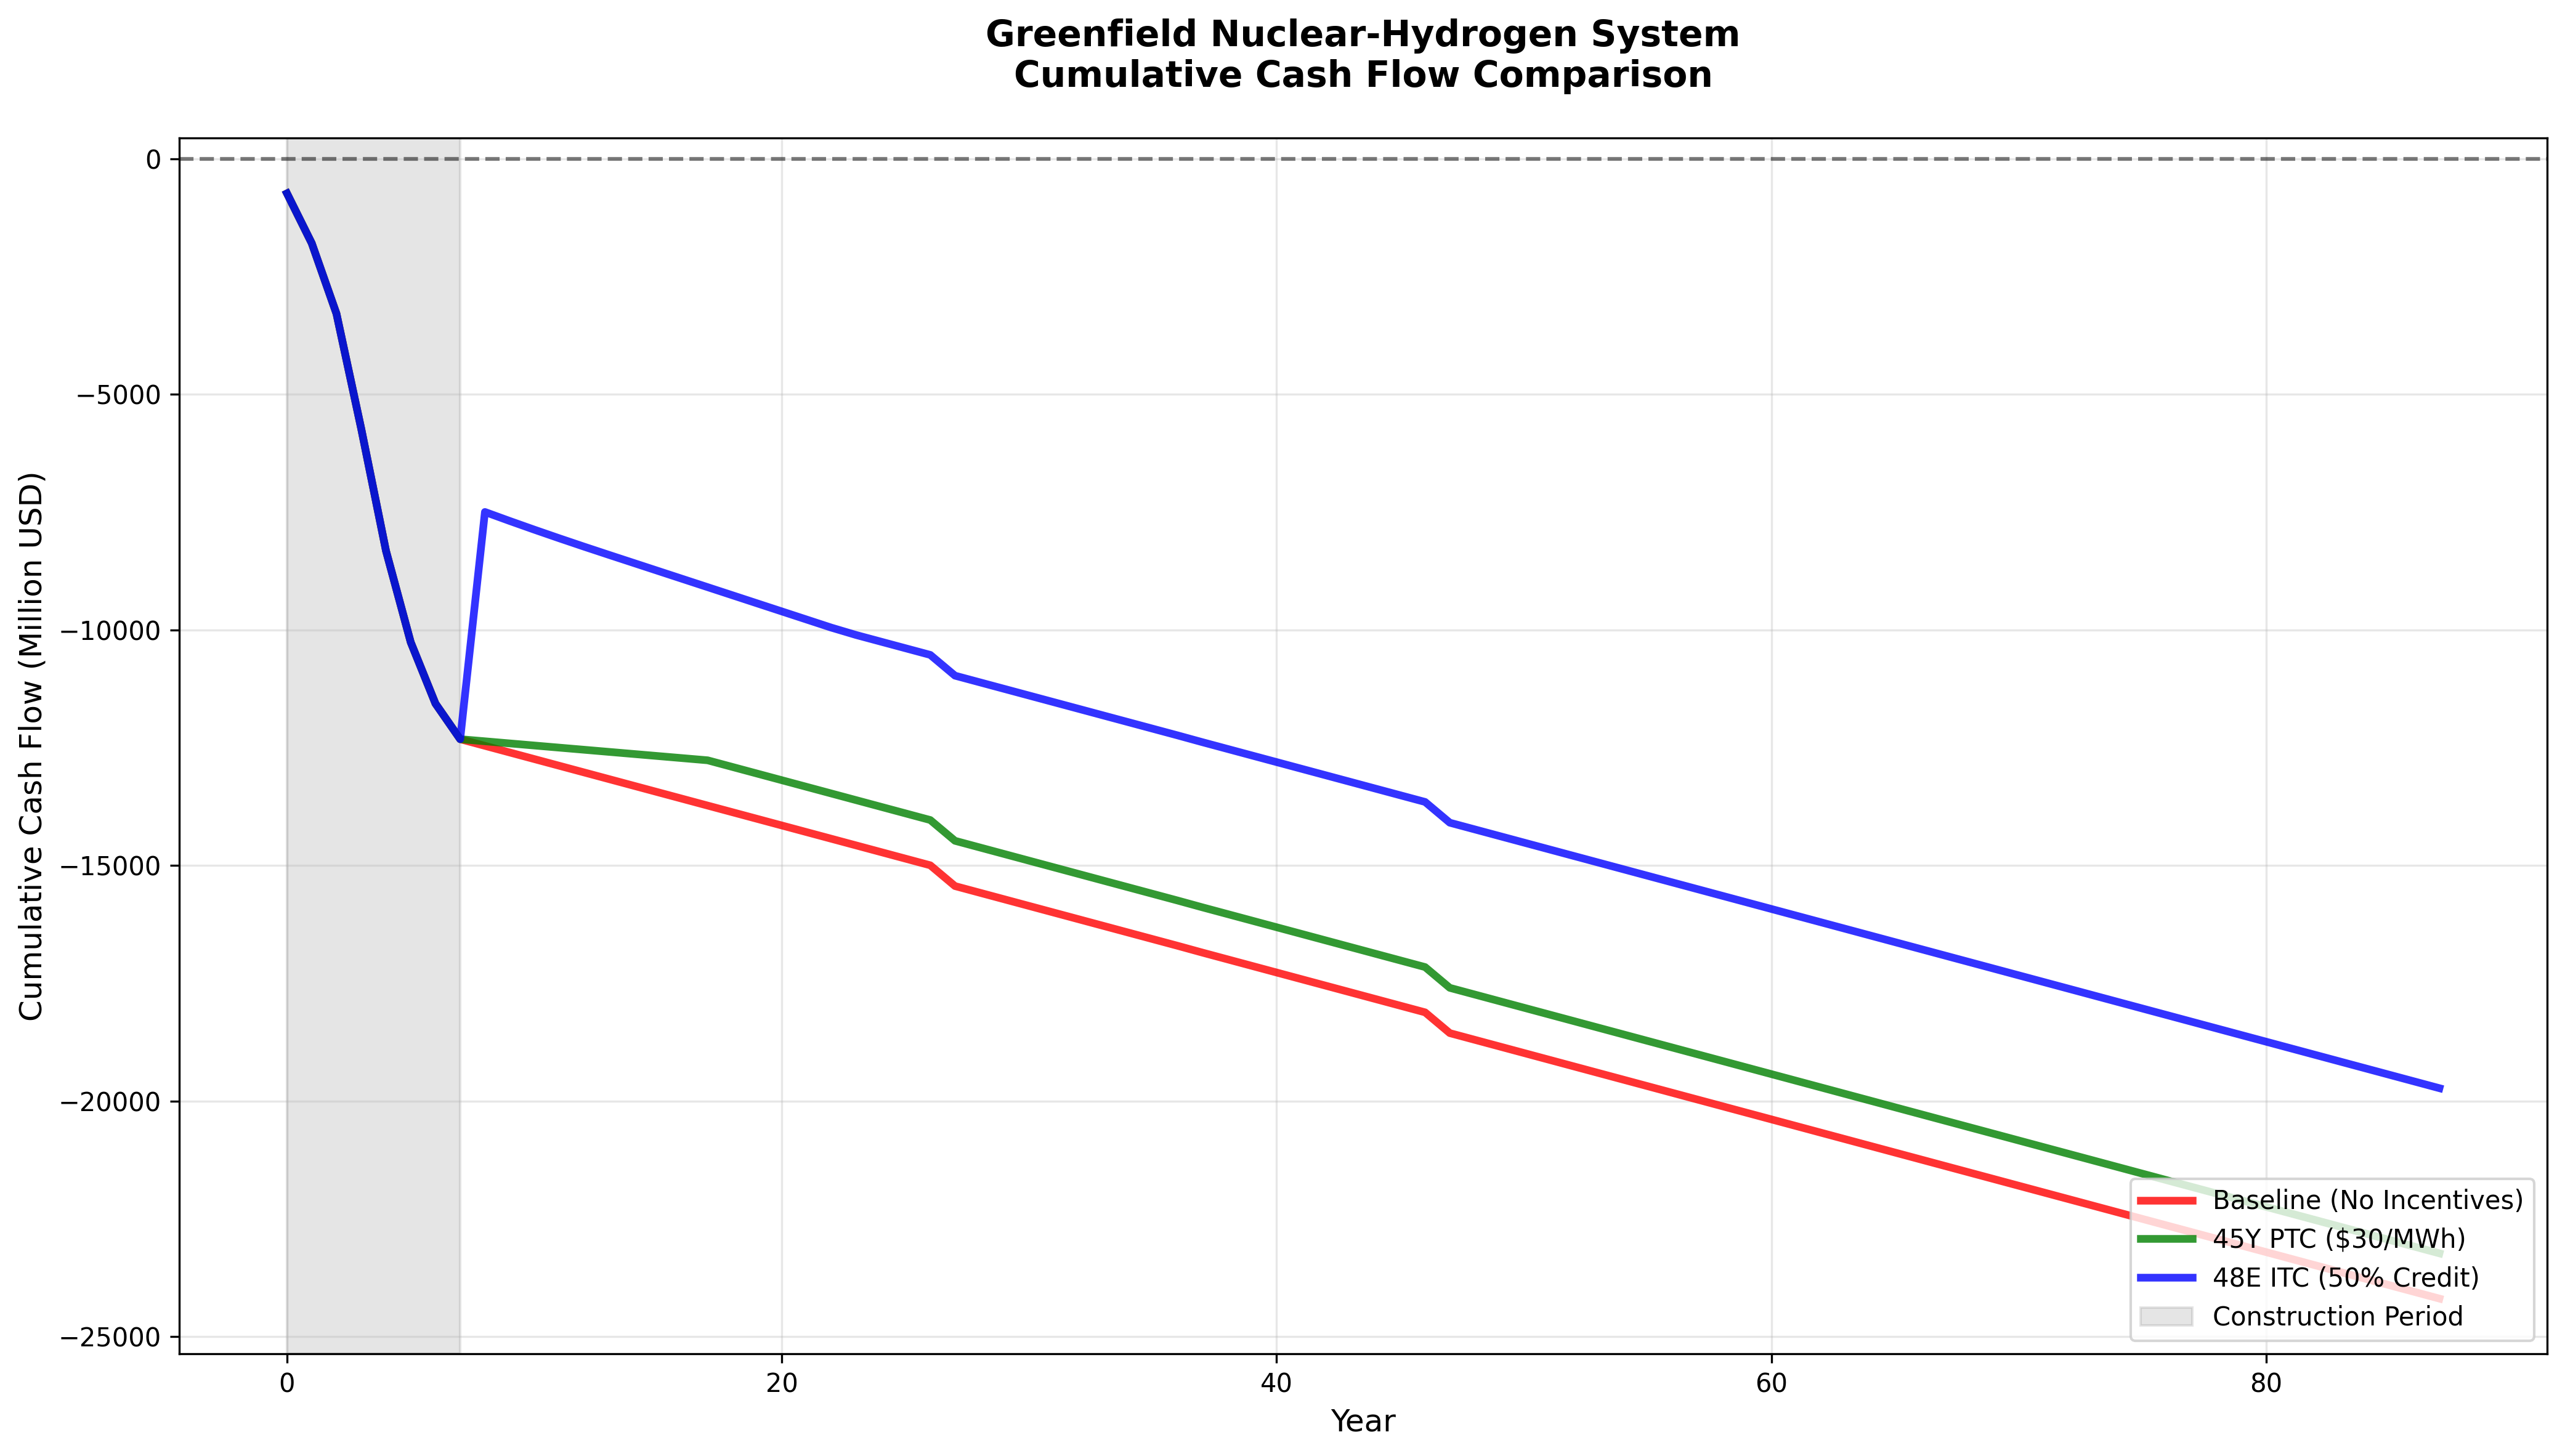 Greenfield Nuclear-Hydrogen System
Cumulative Cash Flow Comparison
Cumulative Cash Flow (Million USD)
0
−5000
−10000
−15000
−20000
−25000
0
20
40
60
80
Year
Baseline (No Incentives)
45Y PTC ($30/MWh)
48E ITC (50% Credit)
Construction Period